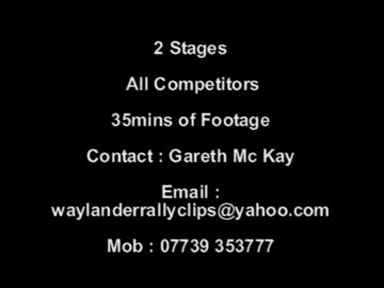 2 Stages
All Competitors
35mins of Footage
Contact : Gareth Mc Kay
Email :
waylanderrallyclips@yahoo.com
Mob : 07739 353777